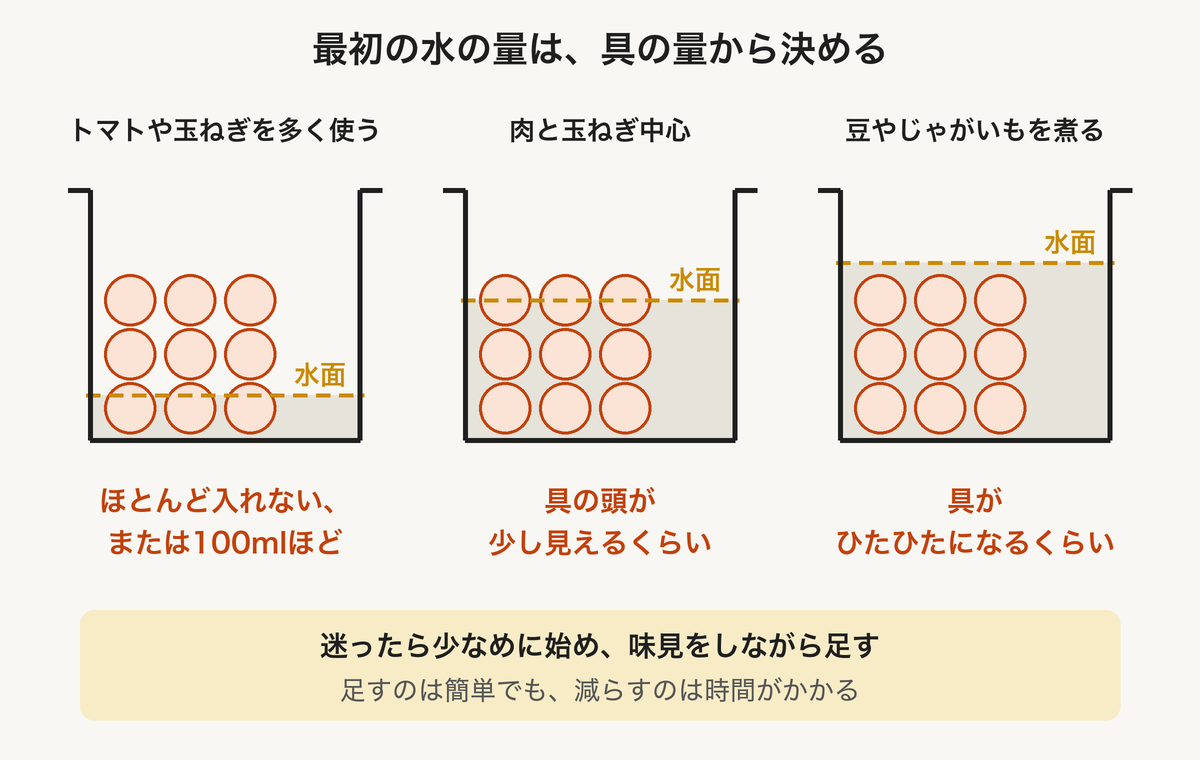 最初の水の量は、具の量から決める
トマトや玉ねぎを多く使う
肉と玉ねぎ中心
豆やじゃがいもを煮る
水面
水面
水面
ほとんど入れない、
または100mlほど
具の頭が
少し見えるくらい
具が
ひたひたになるくらい
迷ったら少なめに始め、味見をしながら足す
足すのは簡単でも、減らすのは時間がかかる